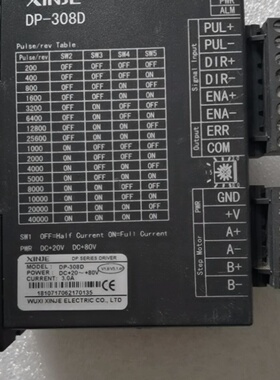 XINJE
DP-308D
PWR
ALM
Pulse/rev Table
Pulse/rev SW2 SW3 SW4 SW5
200 ON ON ON ON
400 OFF ON ON ON
800 ON OFF ON ON
1600 OFF OFF ON ON
3200 ON ON OFF ON
6400 OFF ON OFF ON
12800 ON OFF OFF ON
25600 OFF OFF OFF ON
1000 ON ON ON OFF
2000 OFF ON ON OFF
4000 ON OFF ON OFF
5000 OFF OFF ON OFF
8000 ON ON OFF OFF
10000 OFF ON OFF OFF
20000 ON OFF OFF OFF
40000 OFF OFF OFF OFF
SW1 OFF=Half Current ON=Full Current
PWR DC+20V DC+80V
Signal
Input
PUL+
PUL-
DIR+
DIR-
ENA+
ENA-
Output
ERR
COM
PWR
GND
+V
Step Motor
A+
A-
B+
B-
XINJE DP SERIES DRIVER
MODEL: DP-308D
POWER: DC+20~+80V
CURRENT: 3.0A
1810717062170135
WUXI XINJE ELECTRIC CO., LTD